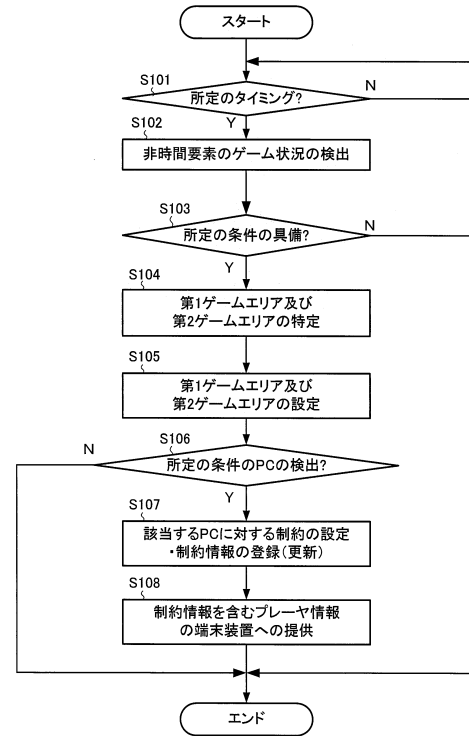 スタート
S101
所定のタイミング?
N
Y
S102
非時間要素のゲーム状況の検出
S103
所定の条件の具備?
N
Y
S104
第1ゲームエリア及び
第2ゲームエリアの特定
S105
第1ゲームエリア及び
第2ゲームエリアの設定
S106
N
所定の条件のPCの検出?
Y
S107
該当するPCに対する制約の設定
・制約情報の登録(更新)
S108
制約情報を含むプレーヤ情報
の端末装置への提供
エンド